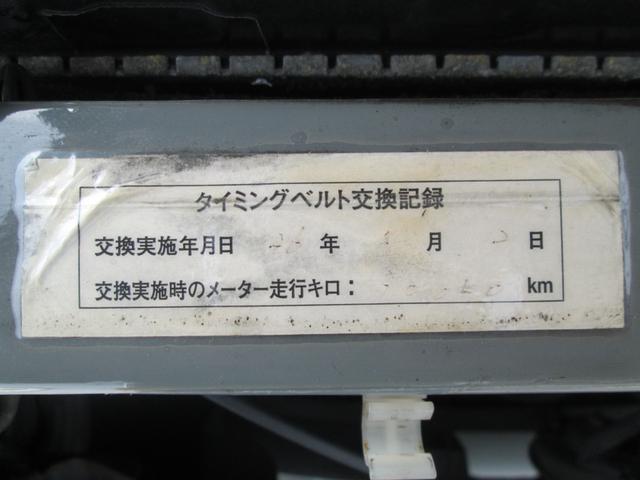 タイミングベルト交換記録
交換実施年月日 年 月 日
交換実施時のメーター走行キロ： km